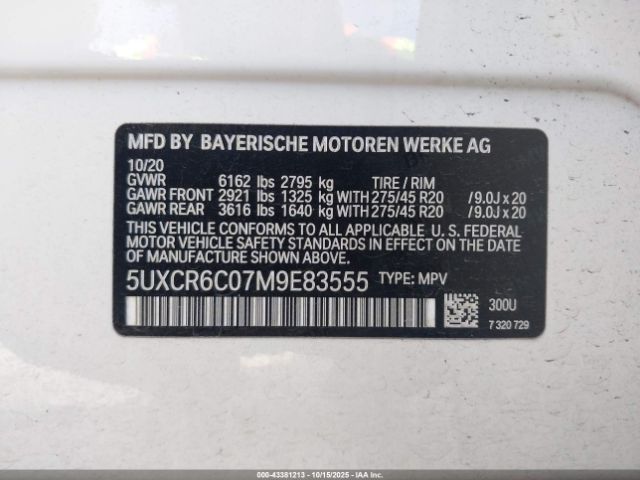 MFD BY BAYERISCHE MOTOREN WERKE AG
10/20
GVWR 6162 lbs 2795 kg TIRE / RIM
GAWR FRONT 2921 lbs 1325 kg WITH 275/45 R20 / 9.0J x 20
GAWR REAR 3616 lbs 1640 kg WITH 275/45 R20 / 9.0J x 20
THIS VEHICLE CONFORMS TO ALL APPLICABLE U. S. FEDERAL
MOTOR VEHICLE SAFETY STANDARDS IN EFFECT ON THE DATE
OF MANUFACTURE SHOWN ABOVE.
5UXCR6C07M9E83555 TYPE: MPV
300U
7 320 729
000-43381213 - 10/15/2025 - IAAI.COM